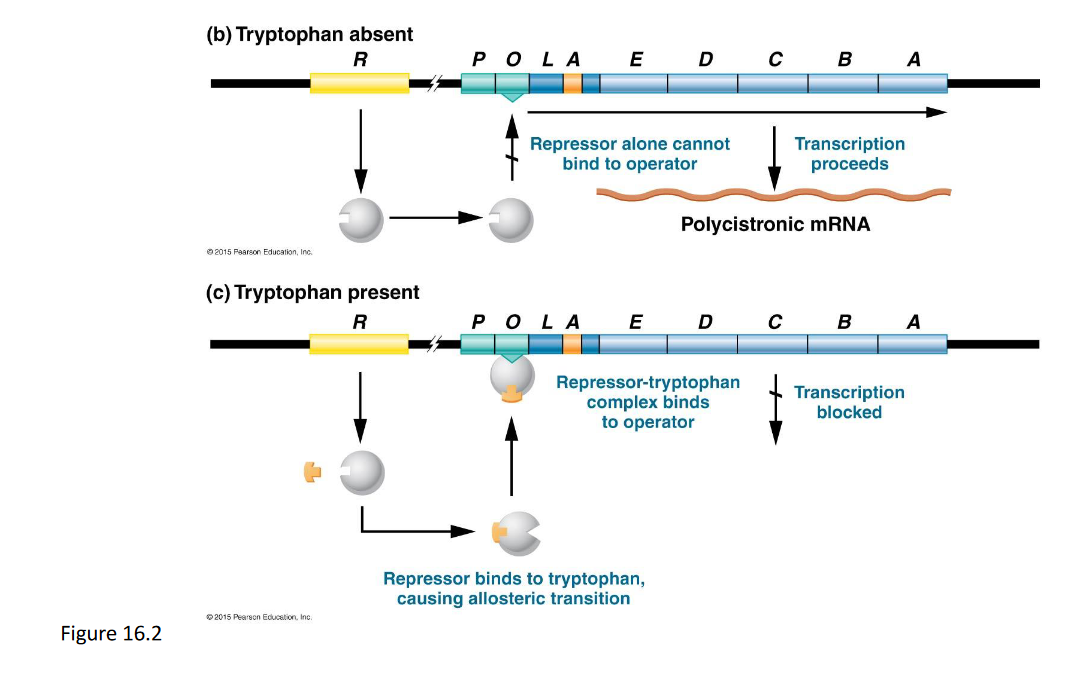 (b) Tryptophan absent
R P O L A E D C B A
Repressor alone cannot
bind to operator
Transcription
proceeds
Polycistronic mRNA
© 2015 Pearson Education, Inc.
(c) Tryptophan present
R P O L A E D C B A
Repressor-tryptophan
complex binds
to operator
Transcription
blocked
Repressor binds to tryptophan,
causing allosteric transition
© 2015 Pearson Education, Inc.
Figure 16.2